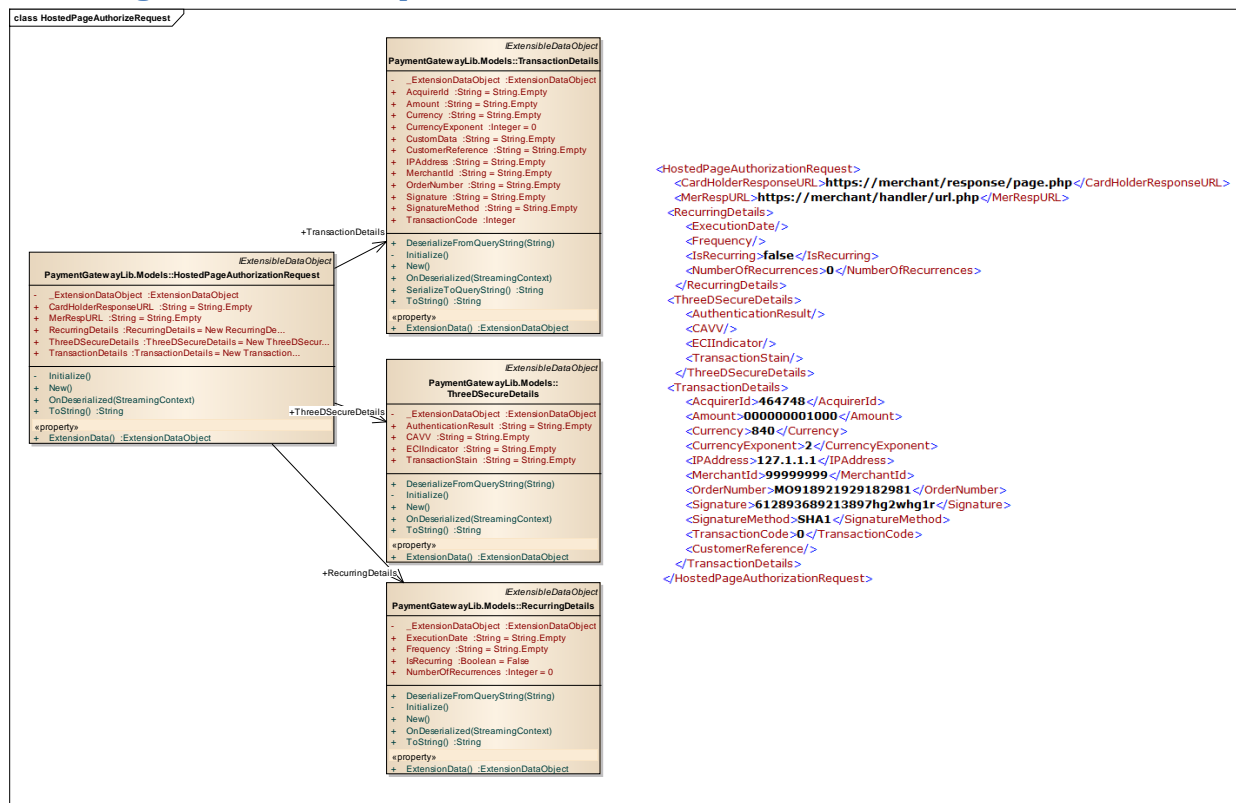 class HostedPageAuthorizeRequest
IExtensibleDataObject
PaymentGatewayLib.Models::TransactionDetails
- _ExtensionDataObject :ExtensionDataObject
+ AcquirerId :String = String.Empty
+ Amount :String = String.Empty
+ Currency :String = String.Empty
+ CurrencyExponent :Integer = 0
+ CustomData :String = String.Empty
+ CustomerReference :String = String.Empty
+ IPAddress :String = String.Empty
+ MerchantId :String = String.Empty
+ OrderNumber :String = String.Empty
+ Signature :String = String.Empty
+ SignatureMethod :String = String.Empty
+ TransactionCode :Integer
+ DeserializeFromQueryString(String)
- Initialize()
+ New()
+ OnDeserialized(StreamingContext)
+ SerializeToQueryString() :String
+ ToString() :String
«property»
+ ExtensionData() :ExtensionDataObject
+TransactionDetails
IExtensibleDataObject
PaymentGatewayLib.Models::HostedPageAuthorizationRequest
- _ExtensionDataObject :ExtensionDataObject
+ CardHolderResponseURL :String = String.Empty
+ MerRespURL :String = String.Empty
+ RecurringDetails :RecurringDetails = New RecurringDe...
+ ThreeDSecureDetails :ThreeDSecureDetails = New ThreeDSecur...
+ TransactionDetails :TransactionDetails = New Transaction...
- Initialize()
+ New()
+ OnDeserialized(StreamingContext)
+ ToString() :String
«property»
+ ExtensionData() :ExtensionDataObject
+ThreeDSecureDetails
IExtensibleDataObject
PaymentGatewayLib.Models::
ThreeDSecureDetails
- _ExtensionDataObject :ExtensionDataObject
+ AuthenticationResult :String = String.Empty
+ CAVV :String = String.Empty
+ ECIIndicator :String = String.Empty
+ TransactionStain :String = String.Empty
+ DeserializeFromQueryString(String)
- Initialize()
+ New()
+ OnDeserialized(StreamingContext)
+ ToString() :String
«property»
+ ExtensionData() :ExtensionDataObject
+RecurringDetails
IExtensibleDataObject
PaymentGatewayLib.Models::RecurringDetails
- _ExtensionDataObject :ExtensionDataObject
+ ExecutionDate :String = String.Empty
+ Frequency :String = String.Empty
+ IsRecurring :Boolean = False
+ NumberOfRecurrences :Integer = 0
+ DeserializeFromQueryString(String)
- Initialize()
+ New()
+ OnDeserialized(StreamingContext)
+ ToString() :String
«property»
+ ExtensionData() :ExtensionDataObject
<HostedPageAuthorizationRequest>
<CardHolderResponseURL>https://merchant/response/page.php</CardHolderResponseURL>
<MerRespURL>https://merchant/handler/url.php</MerRespURL>
<RecurringDetails>
<ExecutionDate/>
<Frequency/>
<IsRecurring>false</IsRecurring>
<NumberOfRecurrences>0</NumberOfRecurrences>
</RecurringDetails>
<ThreeDSecureDetails>
<AuthenticationResult/>
<CAVV/>
<ECIIndicator/>
<TransactionStain/>
</ThreeDSecureDetails>
<TransactionDetails>
<AcquirerId>464748</AcquirerId>
<Amount>000000001000</Amount>
<Currency>840</Currency>
<CurrencyExponent>2</CurrencyExponent>
<IPAddress>127.1.1.1</IPAddress>
<MerchantId>99999999</MerchantId>
<OrderNumber>MO918921929182981</OrderNumber>
<Signature>612893689213897hg2whg1r</Signature>
<SignatureMethod>SHA1</SignatureMethod>
<TransactionCode>0</TransactionCode>
<CustomerReference/>
</TransactionDetails>
</HostedPageAuthorizationRequest>